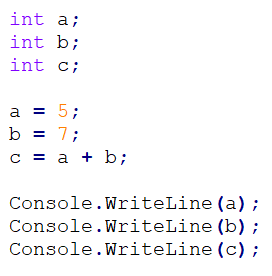 int a;
int b;
int c;

a = 5;
b = 7;
c = a + b;

Console.WriteLine(a);
Console.WriteLine(b);
Console.WriteLine(c);